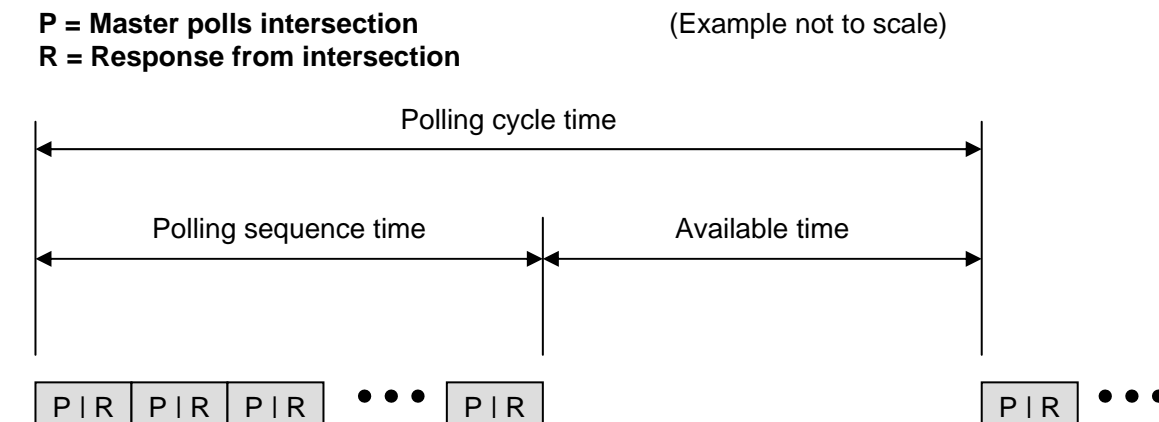 P = Master polls intersection (Example not to scale)
R = Response from intersection
Polling cycle time
Polling sequence time Available time
P | R P | R P | R • • • P | R P | R • • •